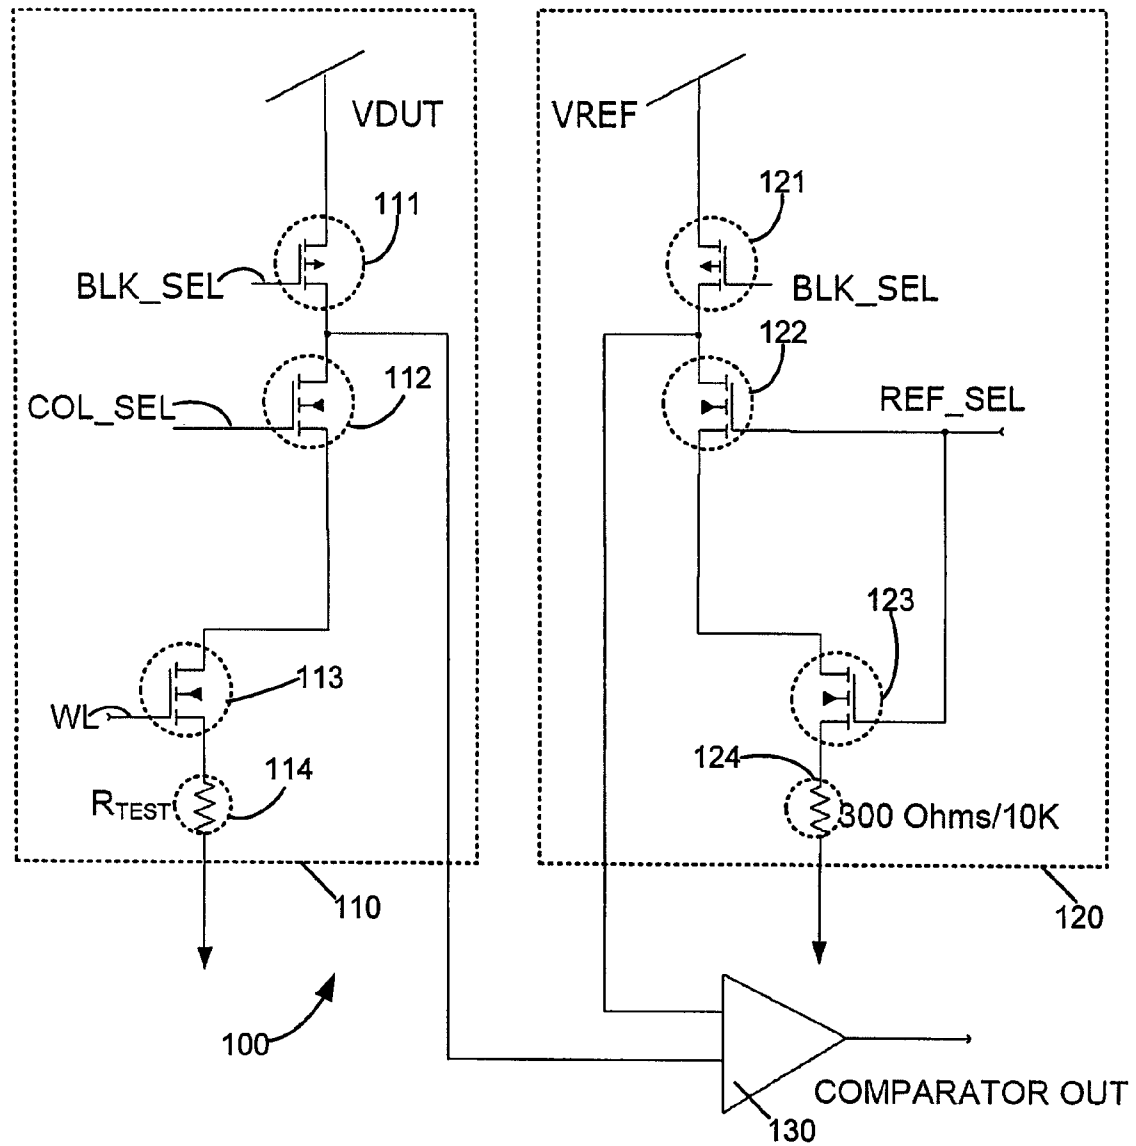 VDUT
VREF
111
121
BLK_SEL
BLK_SEL
122
112
COL_SEL
REF_SEL
123
113
WL
124
114
R_TEST
300 Ohms/10K
110
120
100
COMPARATOR OUT
130